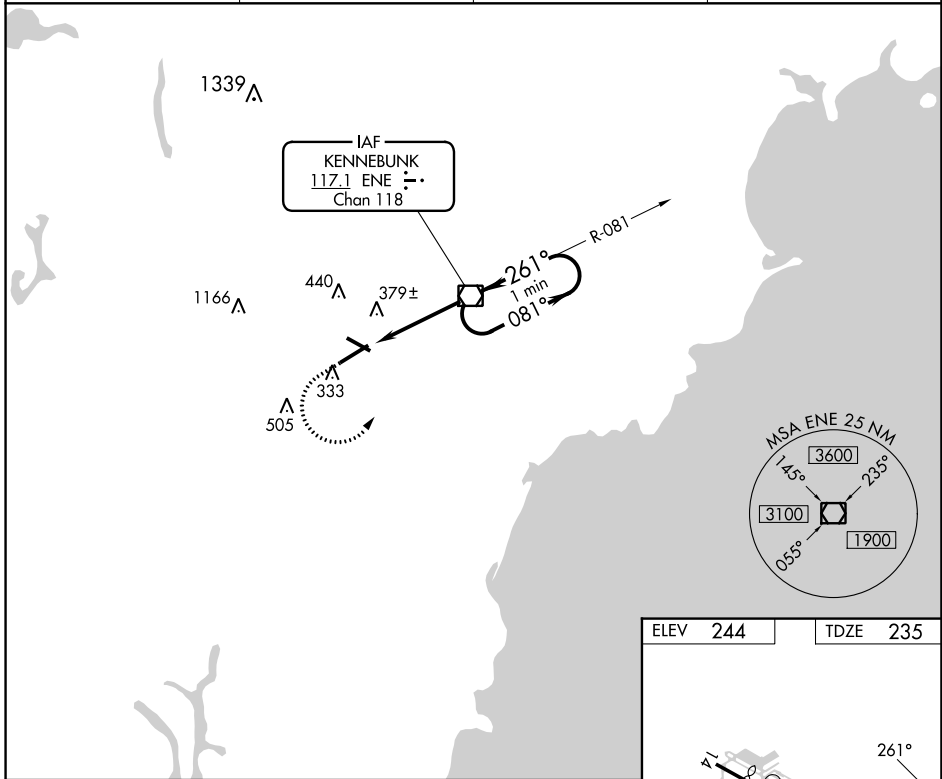 1339
IAF
KENNEBUNK
117.1 ENE
Chan 118
R-081
261°
1 min
081°
440
379±
1166
333
505
MSA ENE 25 NM
3600
145°
235°
3100
1900
055°
ELEV 244
TDZE 235
261°
14